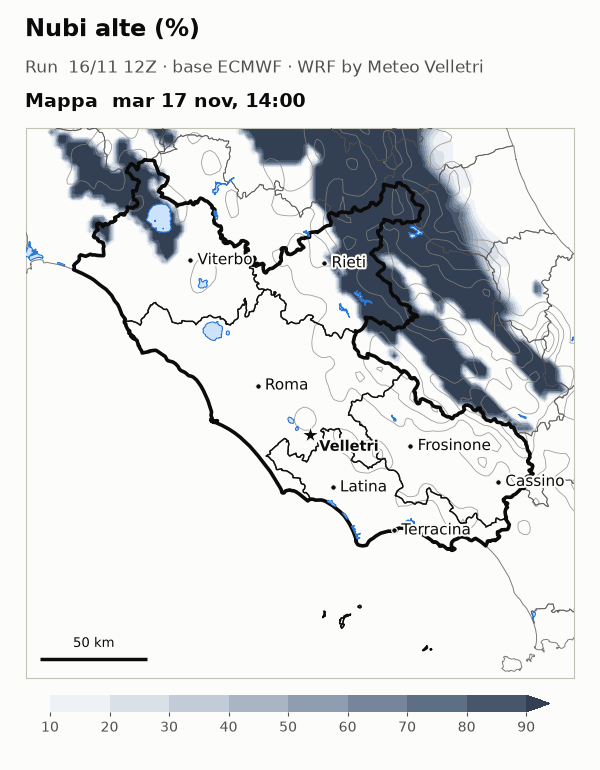 Nubi alte (%)
Run  16/11 12Z · base ECMWF · WRF by Meteo Velletri
Mappa  mar 17 nov, 14:00
Viterbo
Rieti
Roma
Velletri
Frosinone
Latina
Cassino
Terracina
50 km
10 20 30 40 50 60 70 80 90